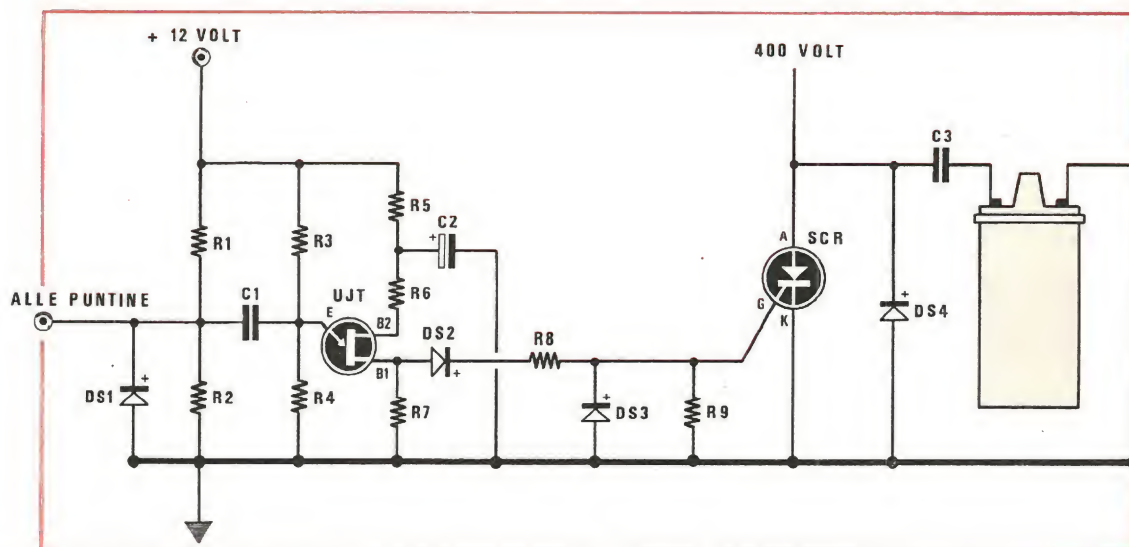 + 12 VOLT
400 VOLT
C3
R5
C2
+
R1
R3
A
SCR
R6
ALLE PUNTINE
C1
UJT
G
K
+
DS4
E
B2
DS2
R8
B1
+
+
DS1
R2
R4
R7
+
DS3
R9